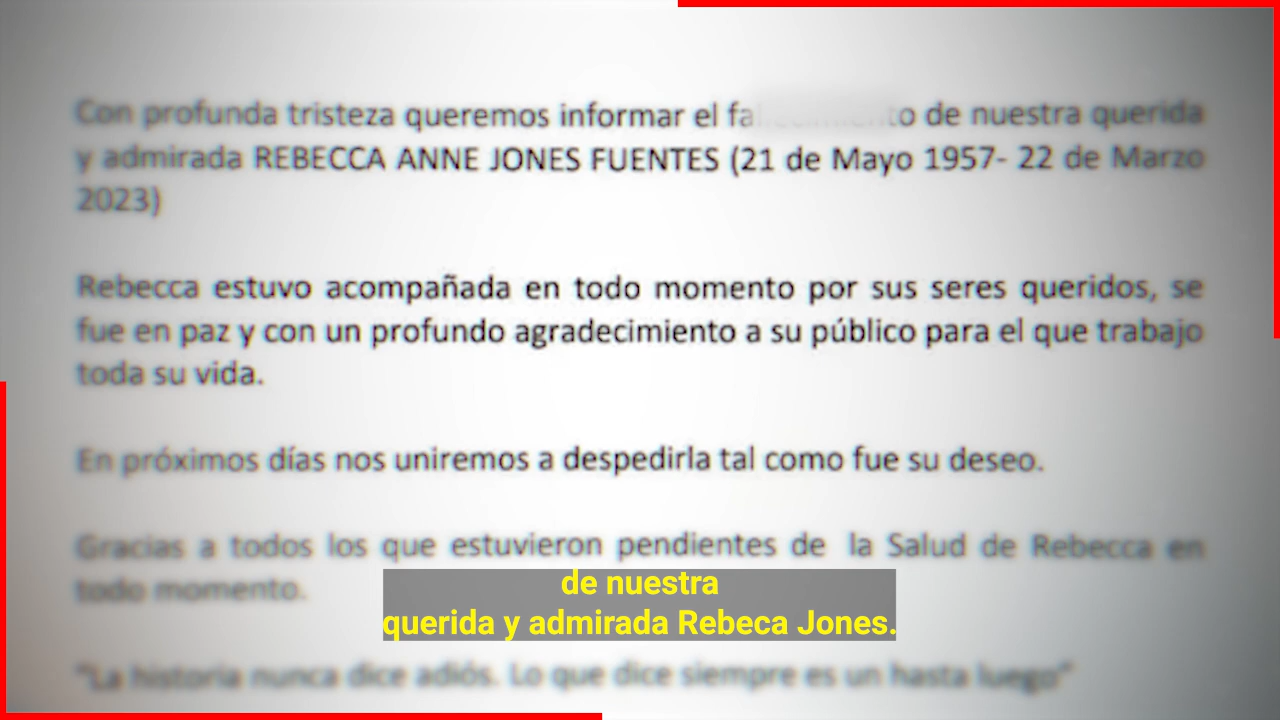 Con profunda tristeza queremos informar el fallecimiento de nuestra querida
y admirada REBECCA ANNE JONES FUENTES (21 de Mayo 1957- 22 de Marzo
2023)
Rebecca estuvo acompañada en todo momento por sus seres queridos, se
fue en paz y con un profundo agradecimiento a su público para el que trabajo
toda su vida.
En próximos días nos uniremos a despedirla tal como fue su deseo.
Gracias a todos los que estuvieron pendientes de la Salud de Rebecca en
todo momento.
de nuestra
querida y admirada Rebeca Jones.
"La historia nunca dice adiós. Lo que dice siempre es un hasta luego"